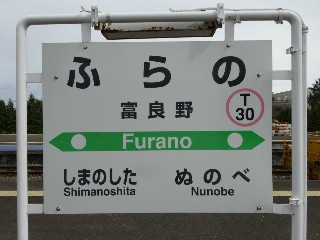 ふらの
富良野
T
30
Furano
しまのした ぬのべ
Shimanoshita Nunobe